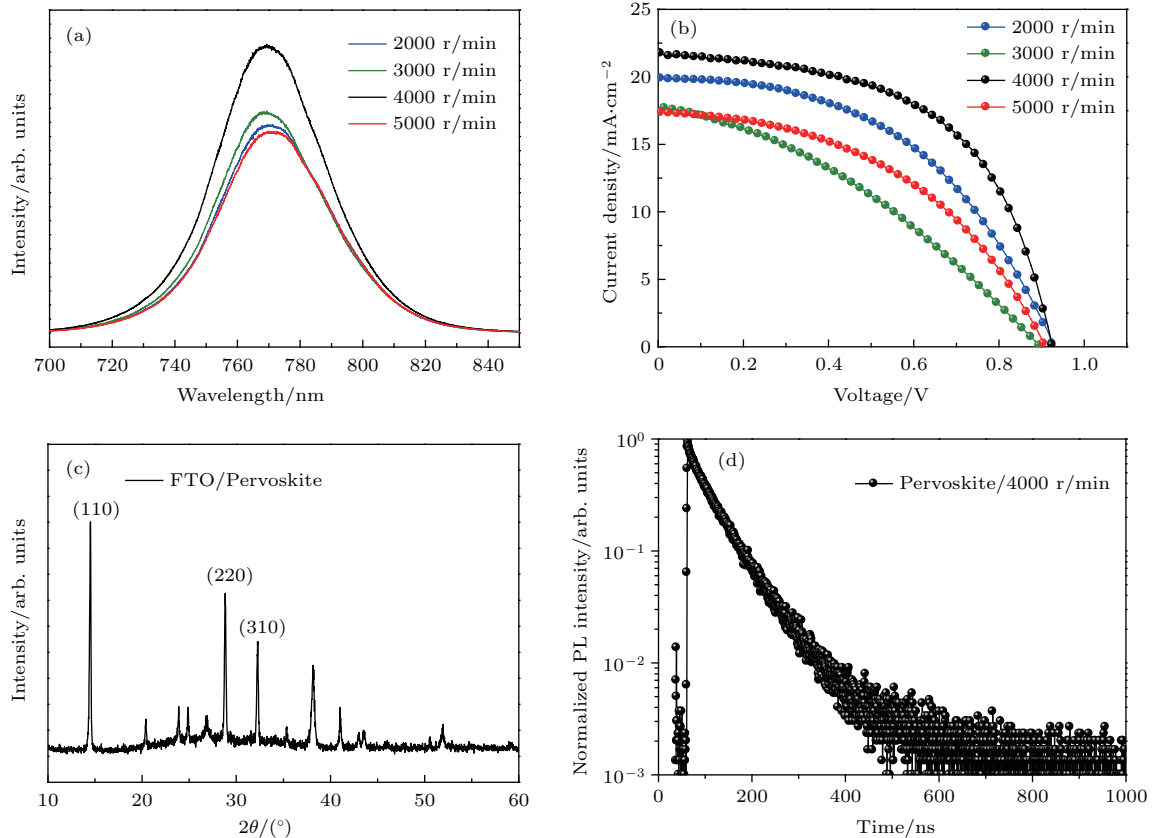 (a)
2000 r/min
3000 r/min
4000 r/min
5000 r/min
Intensity/arb. units
700 720 740 760 780 800 820 840
Wavelength/nm
(b)
2000 r/min
3000 r/min
4000 r/min
5000 r/min
Current density/mA·cm⁻²
25
20
15
10
5
0
0 0.2 0.4 0.6 0.8 1.0
Voltage/V
(c)
FTO/Pervoskite
(110)
(220)
(310)
Intensity/arb. units
10 20 30 40 50 60
2θ/(°)
(d)
Pervoskite/4000 r/min
Normalized PL intensity/arb. units
10⁰
10⁻¹
10⁻²
10⁻³
0 200 400 600 800 1000
Time/ns